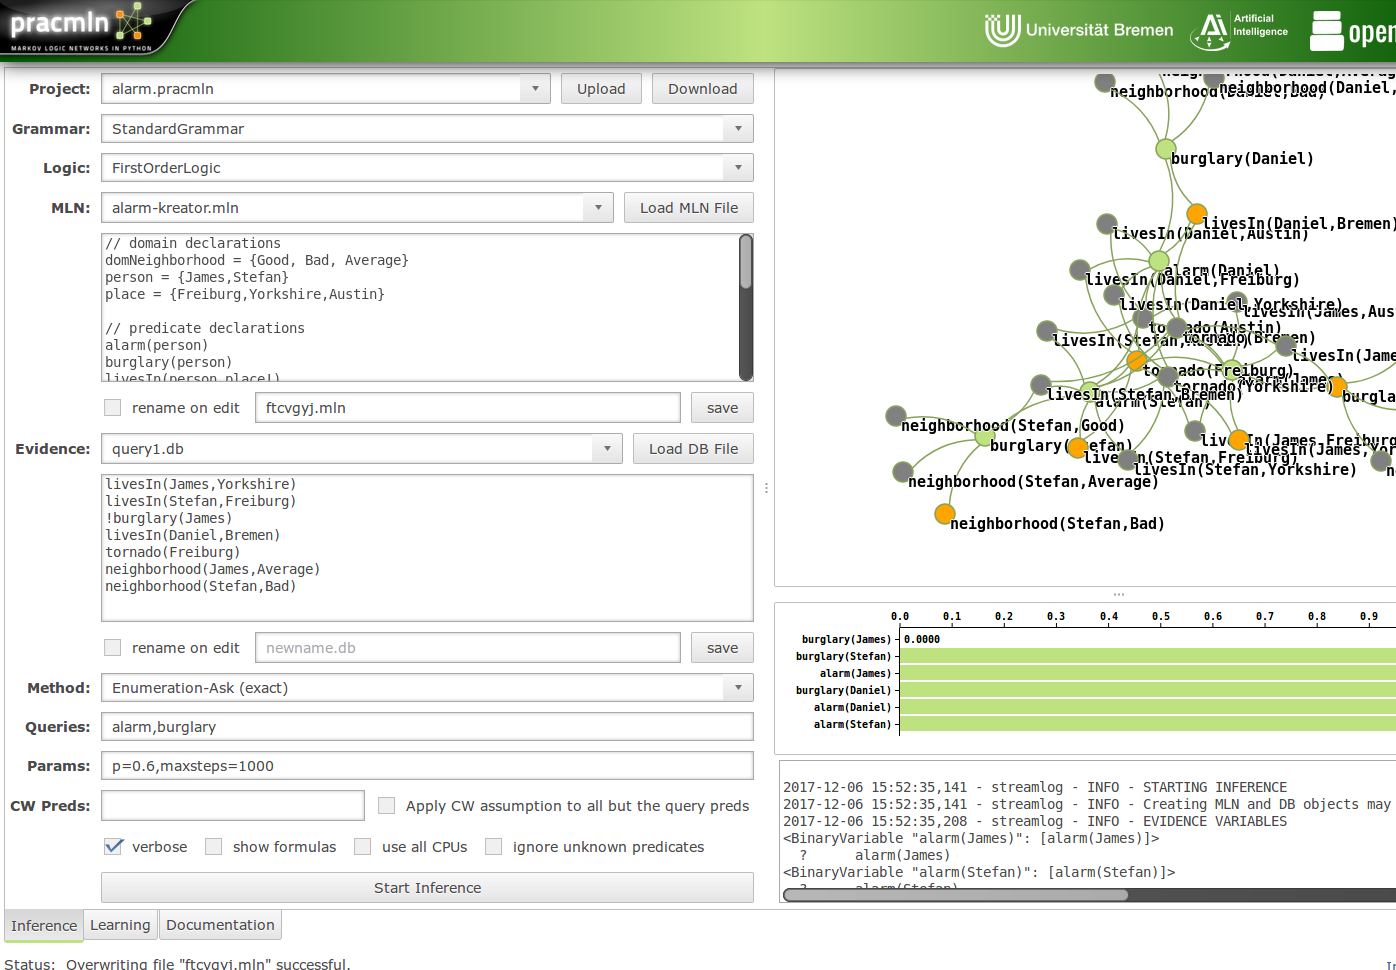 pracmln
MARKOV LOGIC NETWORKS IN PYTHON
Universität Bremen
Artificial
Intelligence
open
Project: alarm.pracmln Upload Download
Grammar: StandardGrammar
Logic: FirstOrderLogic
MLN: alarm-kreator.mln Load MLN File
// domain declarations
domNeighborhood = {Good, Bad, Average}
person = {James,Stefan}
place = {Freiburg,Yorkshire,Austin}
// predicate declarations
alarm(person)
burglary(person)
livesIn(person,place!)
rename on edit ftcvgyj.mln save
Evidence: query1.db Load DB File
livesIn(James,Yorkshire)
livesIn(Stefan,Freiburg)
!burglary(James)
livesIn(Daniel,Bremen)
tornado(Freiburg)
neighborhood(James,Average)
neighborhood(Stefan,Bad)
rename on edit newname.db save
Method: Enumeration-Ask (exact)
Queries: alarm,burglary
Params: p=0.6,maxsteps=1000
CW Preds: Apply CW assumption to all but the query preds
verbose show formulas use all CPUs ignore unknown predicates
Start Inference
Inference Learning Documentation
Status: Overwriting file "ftcvgyj.mln" successful.
neighborhood(Daniel,Bad)
neighborhood(Daniel,
burglary(Daniel)
livesIn(Daniel,Bremen)
livesIn(Daniel,Austin)
alarm(Daniel)
livesIn(Daniel,Freiburg)
livesIn(Daniel,Yorkshire)
livesIn(James,Aus
tornado(Austin)
tornado(Bremen)
livesIn(Stefan,Austin)
livesIn(Jame
tornado(Freiburg)
alarm(James)
tornado(Yorkshire)
livesIn(Stefan,Bremen)
burgla
alarm(Stefan)
neighborhood(Stefan,Good)
livesIn(James,Freiburg
burglary(Stefan)
livesIn(James,Yor
livesIn(Stefan,Freiburg)
livesIn(Stefan,Yorkshire)
neighborhood(Stefan,Average)
neighborhood(Stefan,Bad)
0.0 0.1 0.2 0.3 0.4 0.5 0.6 0.7 0.8 0.9
burglary(James) 0.0000
burglary(Stefan)
alarm(James)
burglary(Daniel)
alarm(Daniel)
alarm(Stefan)
2017-12-06 15:52:35,141 - streamlog - INFO - STARTING INFERENCE
2017-12-06 15:52:35,141 - streamlog - INFO - Creating MLN and DB objects may
2017-12-06 15:52:35,208 - streamlog - INFO - EVIDENCE VARIABLES
<BinaryVariable "alarm(James)": [alarm(James)]>
? alarm(James)
<BinaryVariable "alarm(Stefan)": [alarm(Stefan)]>
? alarm(Stefan)